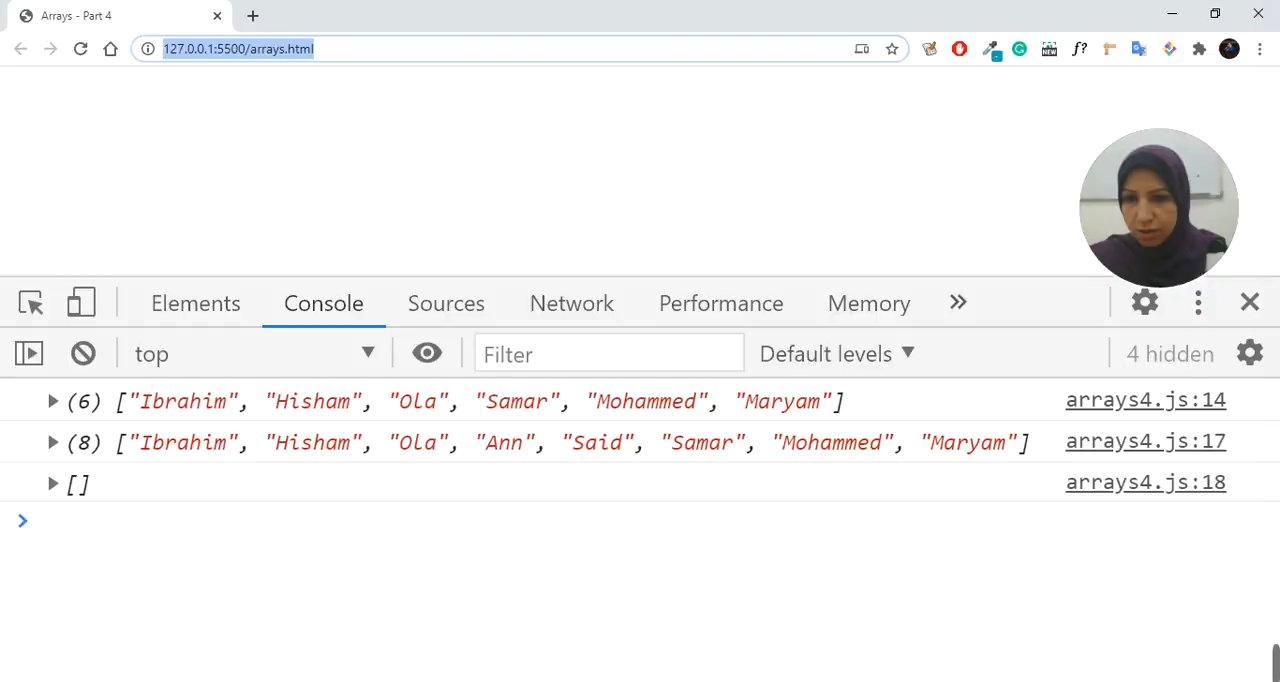 Arrays - Part 4
127.0.0.1:5500/arrays.html
NEW
f?
Elements Console Sources Network Performance Memory »
top Filter Default levels 4 hidden
(6) ["Ibrahim", "Hisham", "Ola", "Samar", "Mohammed", "Maryam"] arrays4.js:14
(8) ["Ibrahim", "Hisham", "Ola", "Ann", "Said", "Samar", "Mohammed", "Maryam"] arrays4.js:17
[] arrays4.js:18